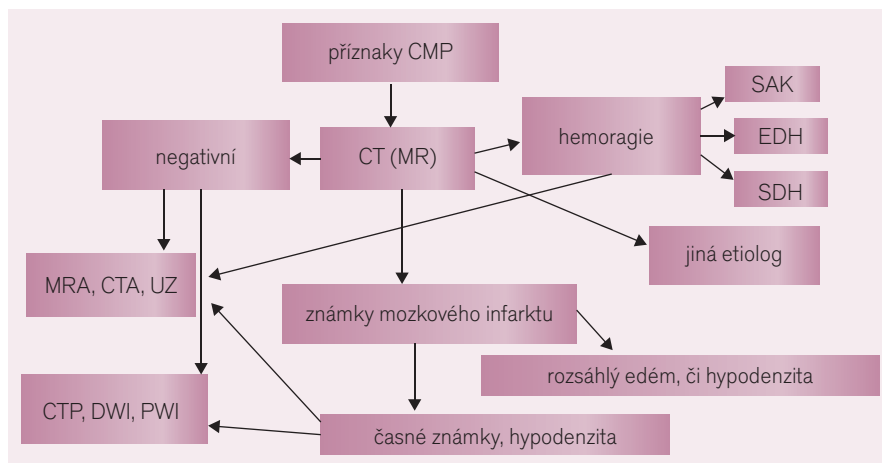 příznaky CMP
SAK
hemoragie
EDH
negativní
CT (MR)
SDH
jiná etiolog
MRA, CTA, UZ
známky mozkového infarktu
rozsáhlý edém, či hypodenzita
CTP, DWI, PWI
časné známky, hypodenzita